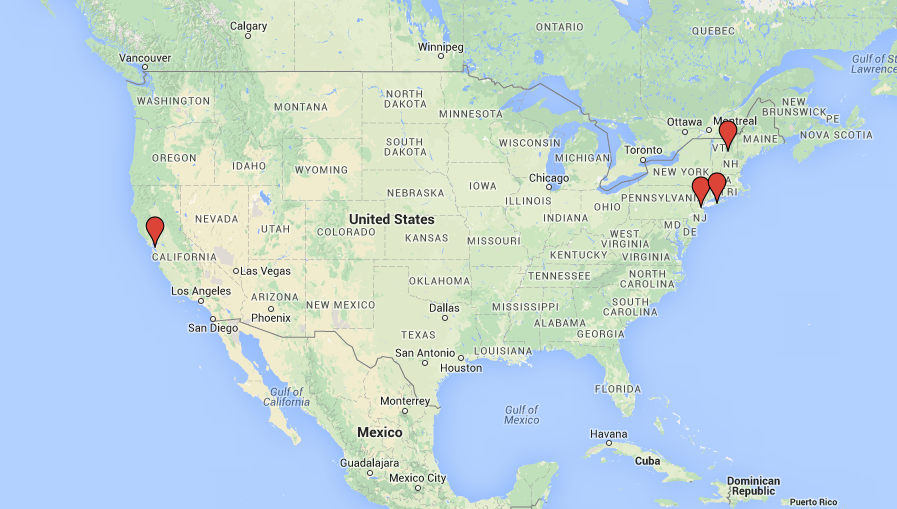 Calgary
ONTARIO
QUEBEC
Winnipeg
Vancouver
Gulf of St
Lawrence
WASHINGTON
MONTANA
NORTH
DAKOTA
MINNESOTA
Ottawa
Montreal
NEW
BRUNSWICK
PE
NOVA SCOTIA
MAINE
VT
NH
OREGON
IDAHO
WYOMING
SOUTH
DAKOTA
WISCONSIN
MICHIGAN
Toronto
NEW YORK
Chicago
NEBRASKA
IOWA
ILLINOIS
INDIANA
OHIO
PENNSYLVANIA
RI
NJ
NEVADA
UTAH
COLORADO
United States
KANSAS
MISSOURI
WEST
VIRGINIA
MD
DE
KENTUCKY
VIRGINIA
CALIFORNIA
Las Vegas
Los Angeles
ARIZONA
NEW MEXICO
OKLAHOMA
TENNESSEE
NORTH
CAROLINA
Phoenix
San Diego
Dallas
MISSISSIPPI
SOUTH
CAROLINA
ALABAMA
GEORGIA
TEXAS
San Antonio
Houston
LOUISIANA
FLORIDA
Gulf of
California
Monterrey
Gulf of
Mexico
Mexico
Havana
Cuba
Guadalajara
Mexico City
Dominican
Republic
Puerto Rico